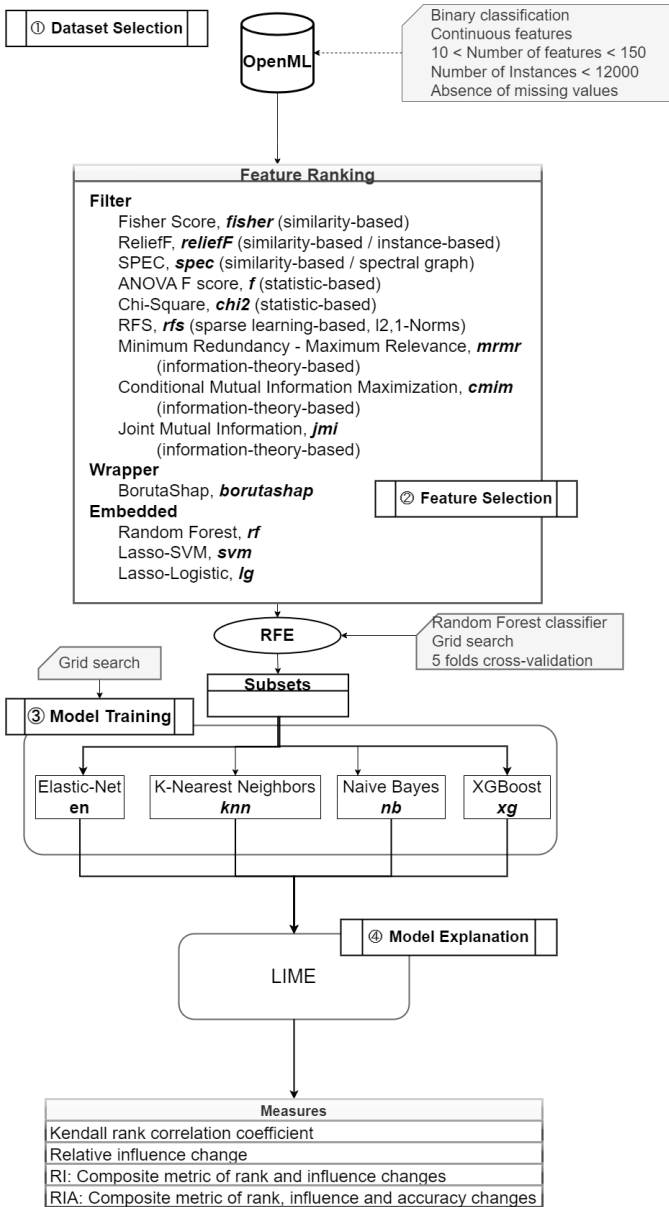 ① Dataset Selection
OpenML
Binary classification
Continuous features
10 < Number of features < 150
Number of Instances < 12000
Absence of missing values
Feature Ranking
Filter
Fisher Score, fisher (similarity-based)
ReliefF, reliefF (similarity-based / instance-based)
SPEC, spec (similarity-based / spectral graph)
ANOVA F score, f (statistic-based)
Chi-Square, chi2 (statistic-based)
RFS, rfs (sparse learning-based, l2,1-Norms)
Minimum Redundancy - Maximum Relevance, mrmr
(information-theory-based)
Conditional Mutual Information Maximization, cmim
(information-theory-based)
Joint Mutual Information, jmi
(information-theory-based)
Wrapper
BorutaShap, borutashap
② Feature Selection
Embedded
Random Forest, rf
Lasso-SVM, svm
Lasso-Logistic, lg
RFE
Random Forest classifier
Grid search
5 folds cross-validation
Grid search
Subsets
③ Model Training
Elastic-Net
en
K-Nearest Neighbors
knn
Naive Bayes
nb
XGBoost
xg
④ Model Explanation
LIME
Measures
Kendall rank correlation coefficient
Relative influence change
RI: Composite metric of rank and influence changes
RIA: Composite metric of rank, influence and accuracy changes